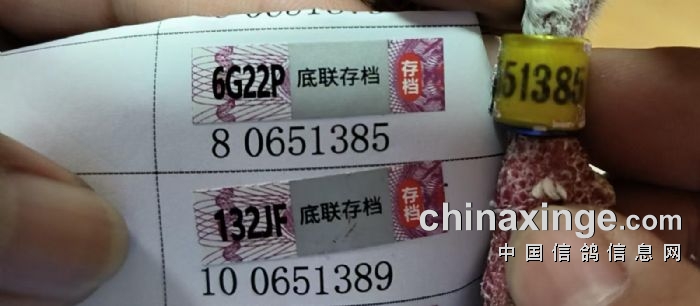 6G22P 底联存档 存档
8 0651385
132JF 底联存档 存档
10 0651389
51385
chinaxinge.com
中国信鸽信息网